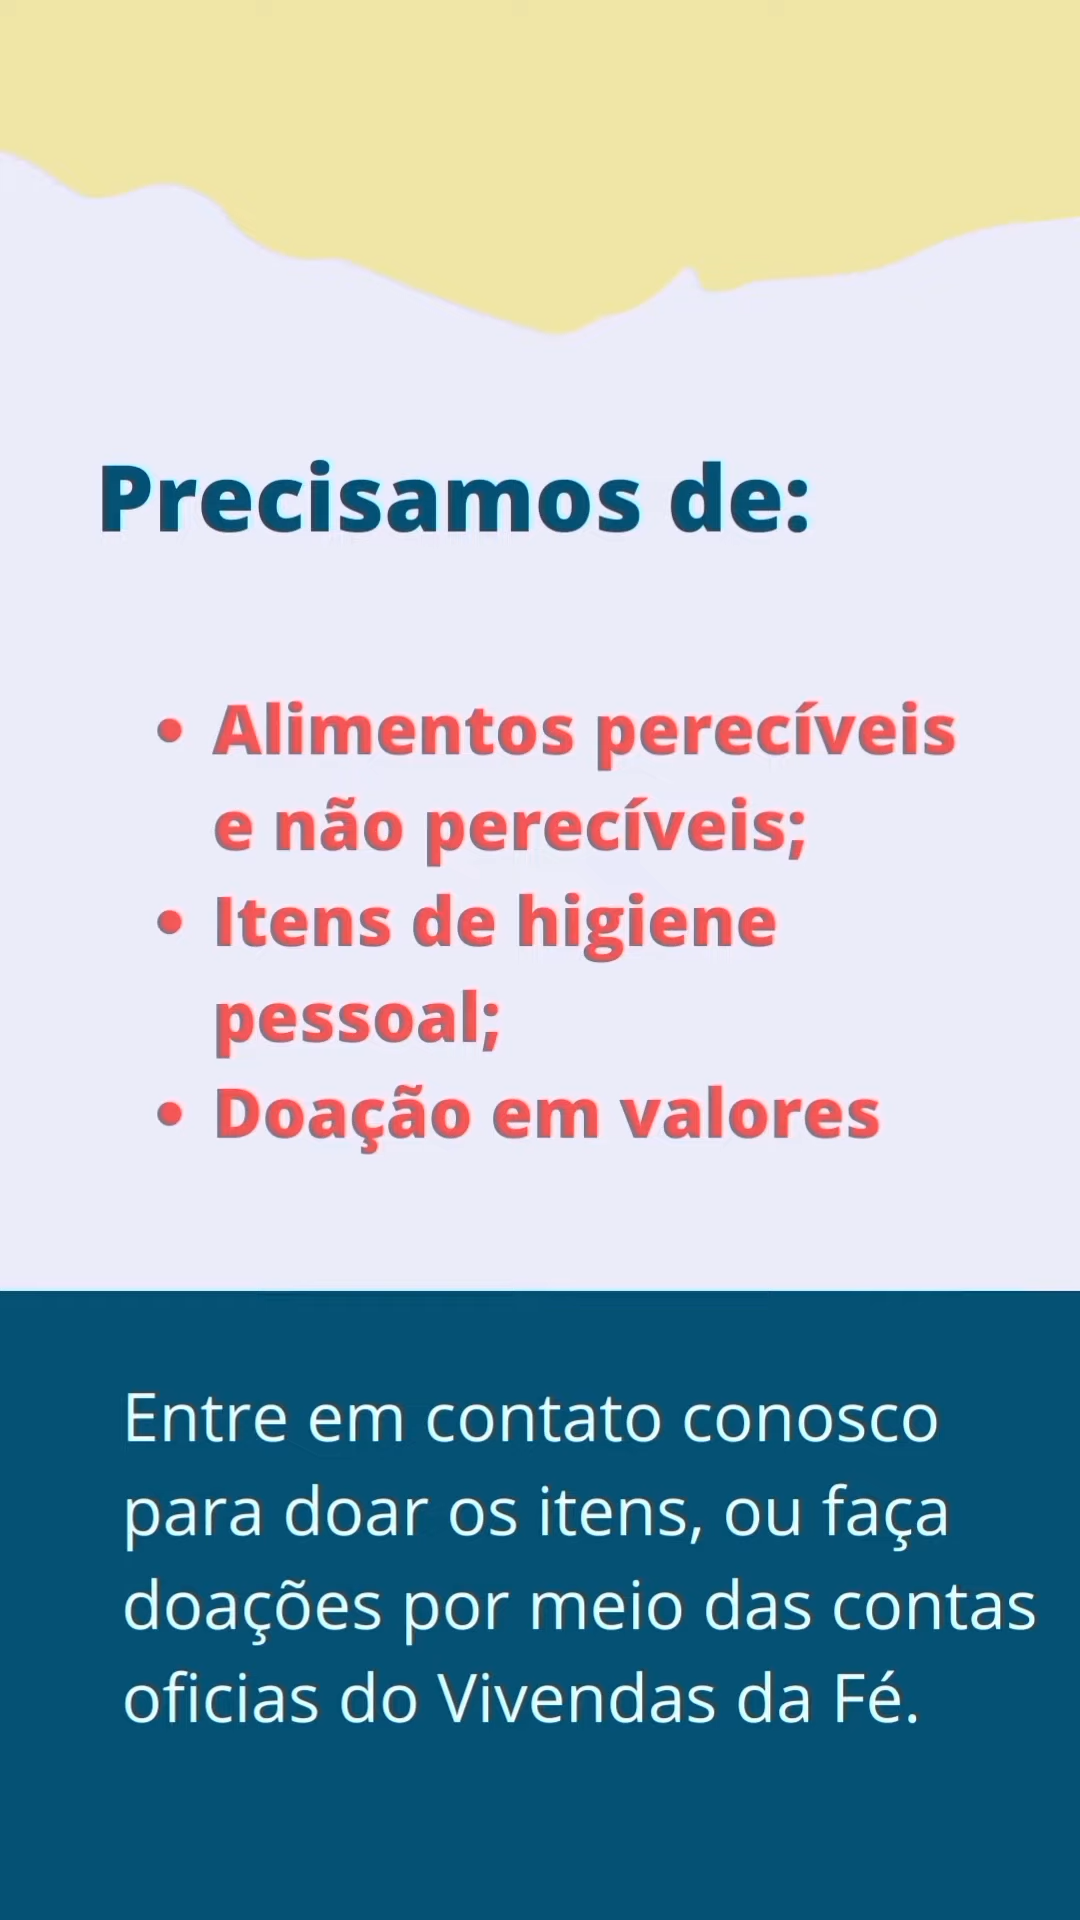 Precisamos de:
• Alimentos perecíveis
e não perecíveis;
• Itens de higiene
pessoal;
• Doação em valores
Entre em contato conosco
para doar os itens, ou faça
doações por meio das contas
oficias do Vivendas da Fé.